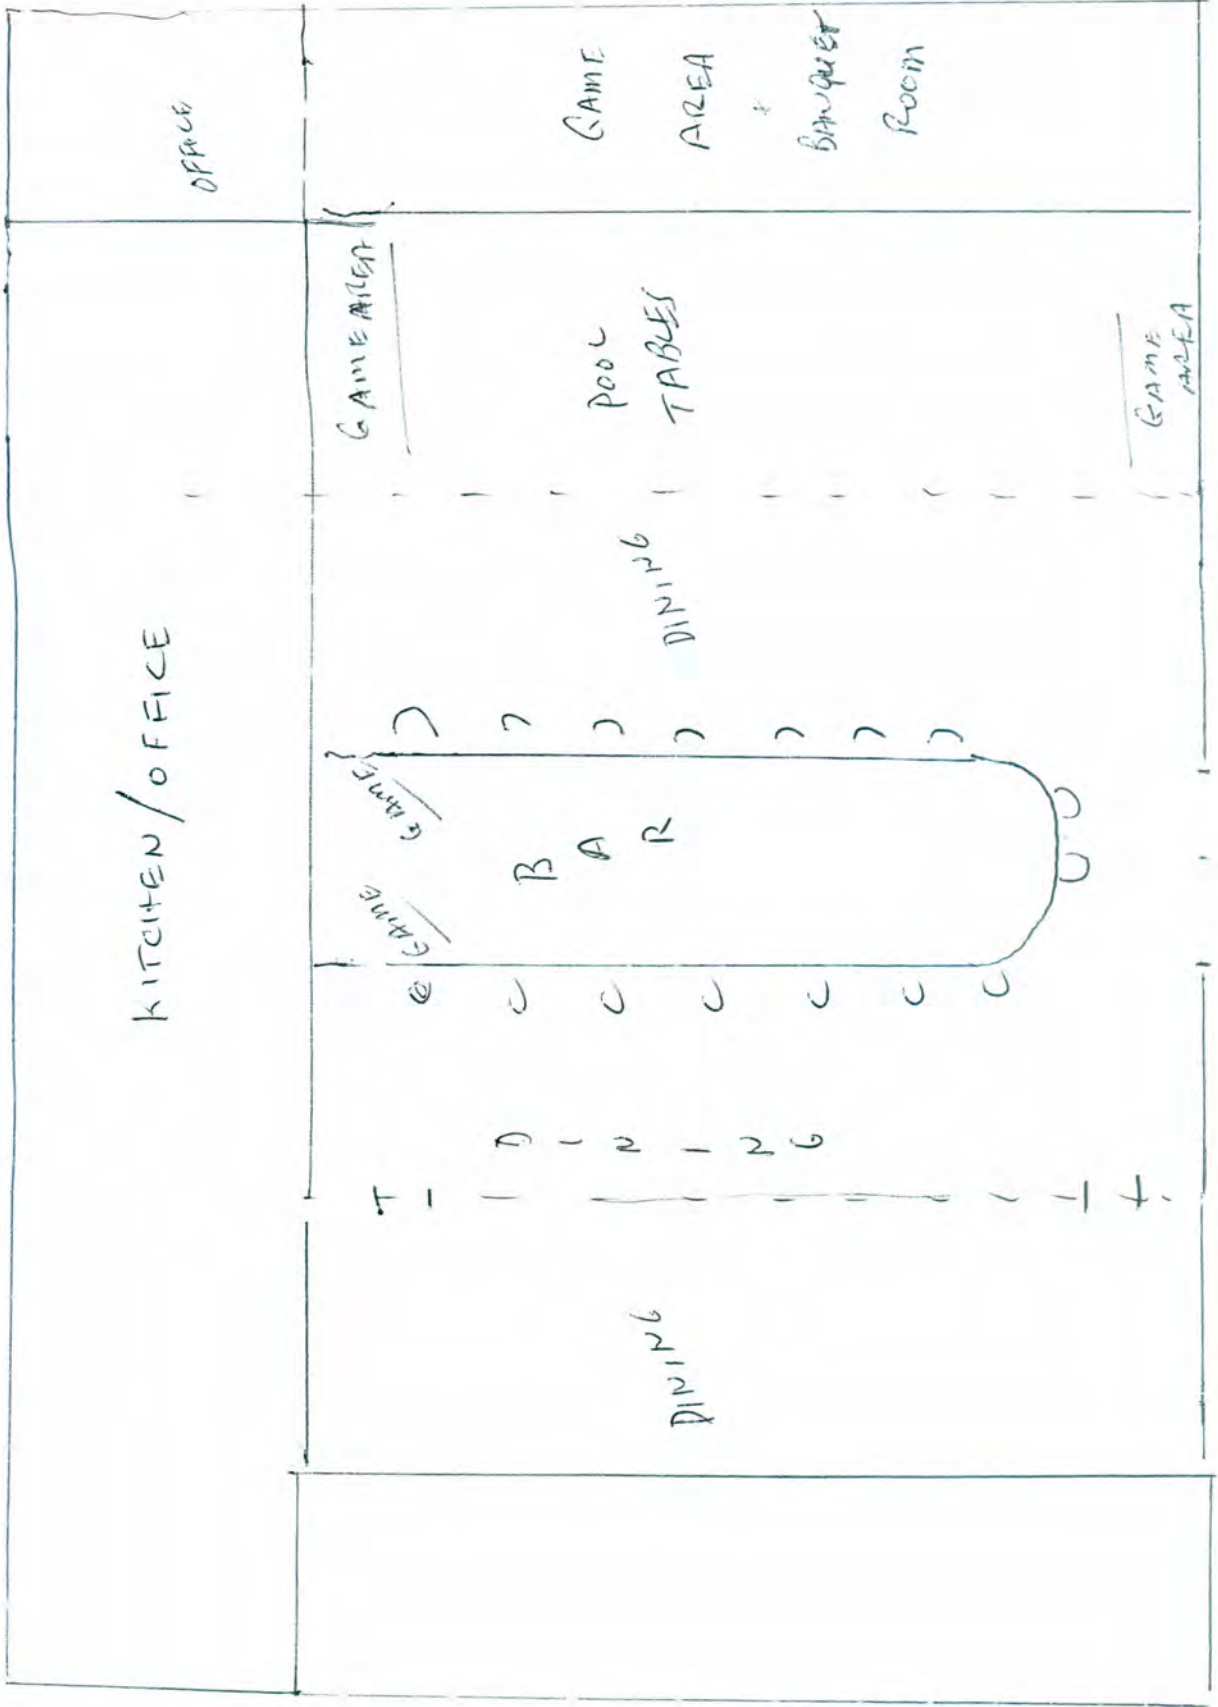 KITCHEN/OFFICE
OFFICE
GAME AREA
GAME
GAME
BAR
DINING
DINING
DINING
POOL
TABLES
GAME
AREA
GAME
AREA
+
BANQUET
ROOM